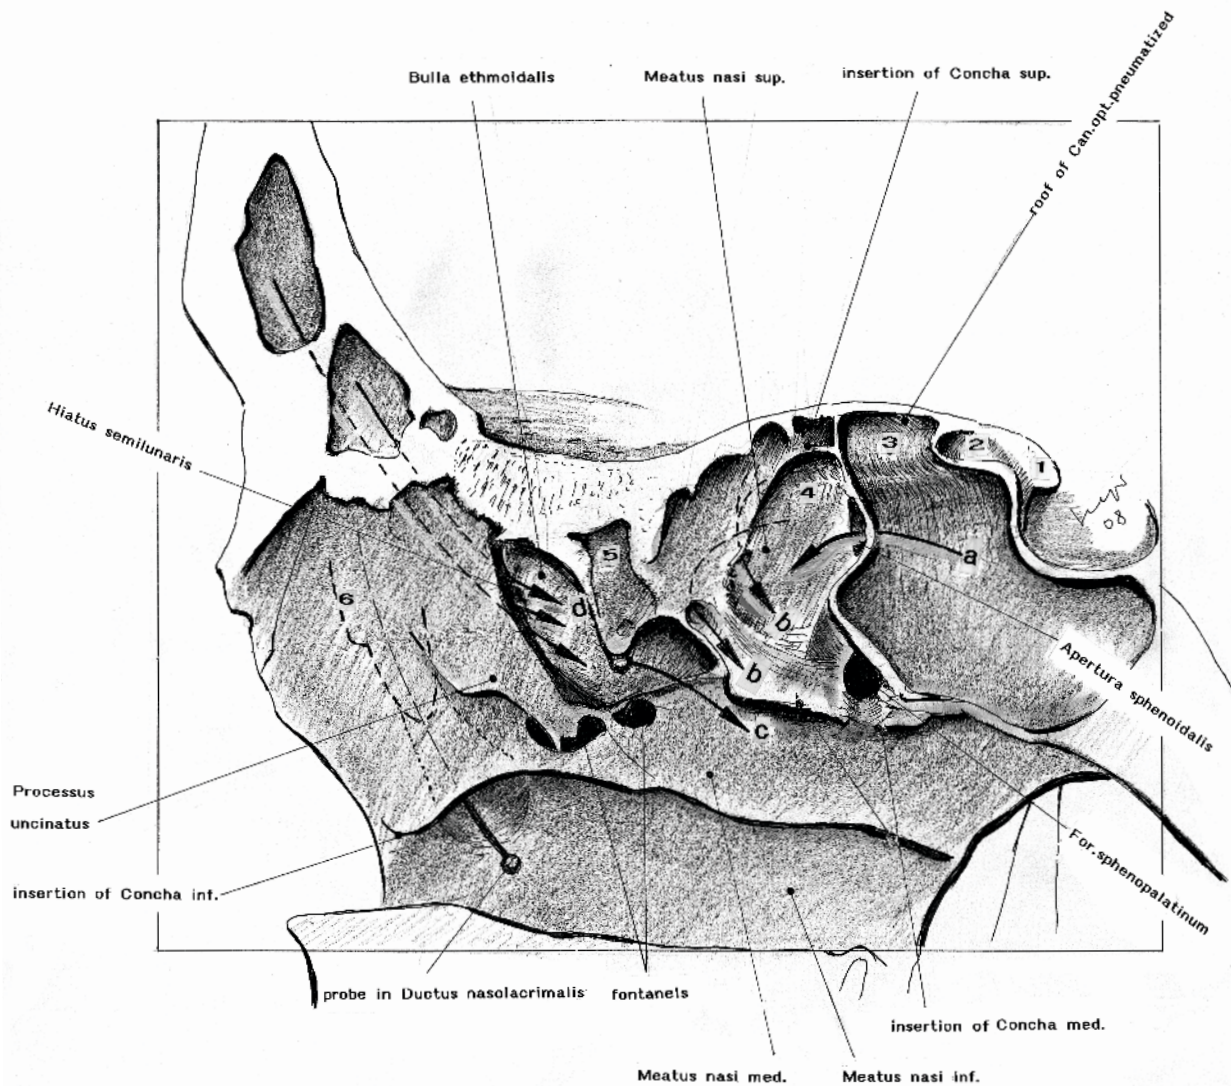 Bulla ethmoidalis
Meatus nasi sup.
insertion of Concha sup.
roof of Can.opt.pneumatized
Hiatus semilunaris
3
2
1
4
08
5
a
d
6
b
b
Apertura sphenoidalis
c
Processus
uncinatus
For.sphenopalatinum
insertion of Concha inf.
probe in Ductus nasolacrimalis
fontanels
insertion of Concha med.
Meatus nasi med.
Meatus nasi inf.